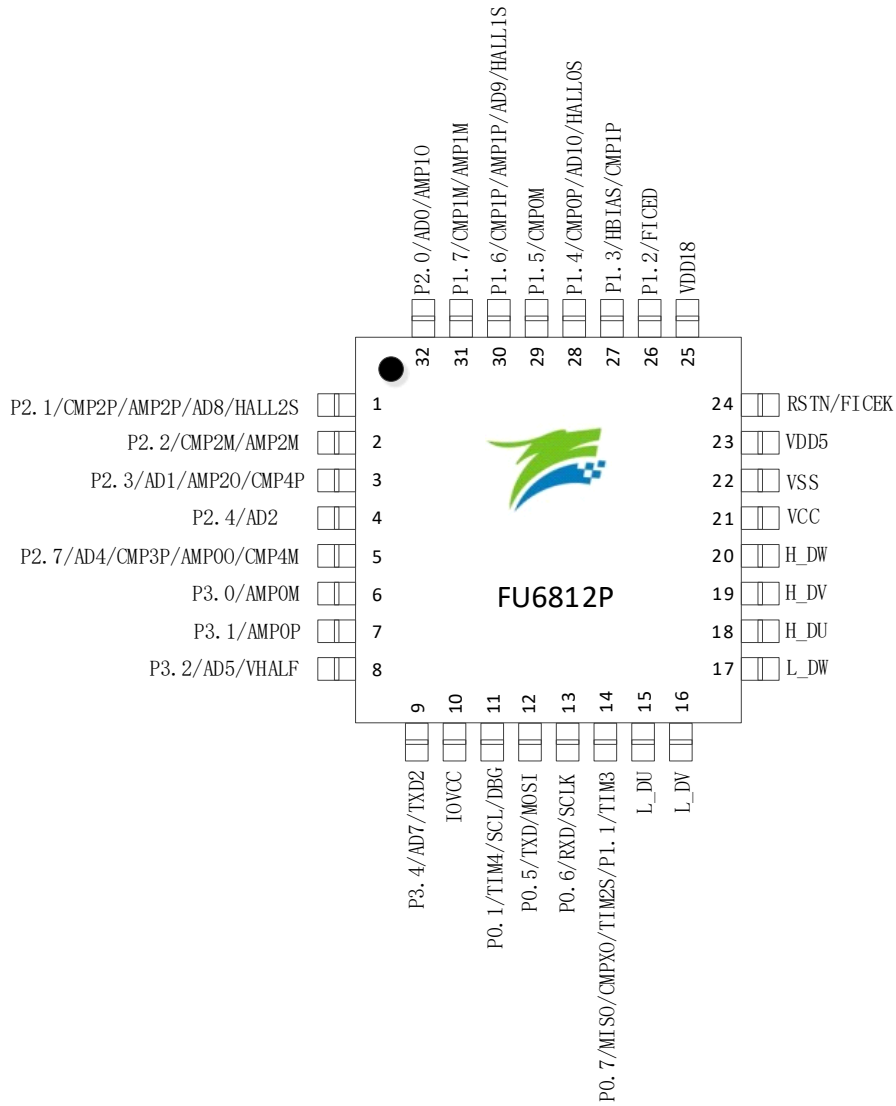 P2.0/AD0/AMP1O
P1.7/CMP1M/AMP1M
P1.6/CMP1P/AMP1P/AD9/HALL1S
P1.5/CMP0M
P1.4/CMP0P/AD10/HALL0S
P1.3/HBIAS/CMP1P
P1.2/FICED
VDD18
32
31
30
29
28
27
26
25
P2.1/CMP2P/AMP2P/AD8/HALL2S
1
P2.2/CMP2M/AMP2M
2
P2.3/AD1/AMP2O/CMP4P
3
P2.4/AD2
4
P2.7/AD4/CMP3P/AMP0O/CMP4M
5
P3.0/AMP0M
6
P3.1/AMP0P
7
P3.2/AD5/VHALF
8
FU6812P
24
RSTN/FICEK
23
VDD5
22
VSS
21
VCC
20
H_DW
19
H_DV
18
H_DU
17
L_DW
9
10
11
12
13
14
15
16
P3.4/AD7/TXD2
IOVCC
P0.1/TIM4/SCL/DBG
P0.5/TXD/MOSI
P0.6/RXD/SCLK
P0.7/MISO/CMPXO/TIM2S/P1.1/TIM3
L_DU
L_DV